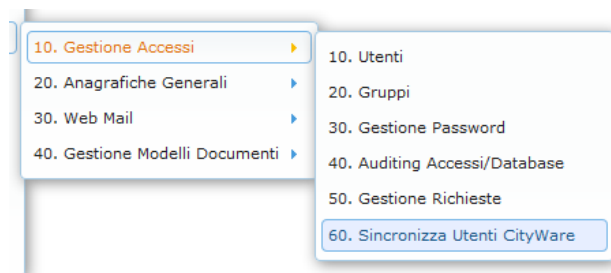 10. Gestione Accessi
20. Anagrafiche Generali
30. Web Mail
40. Gestione Modelli Documenti
10. Utenti
20. Gruppi
30. Gestione Password
40. Auditing Accessi/Database
50. Gestione Richieste
60. Sincronizza Utenti CityWare